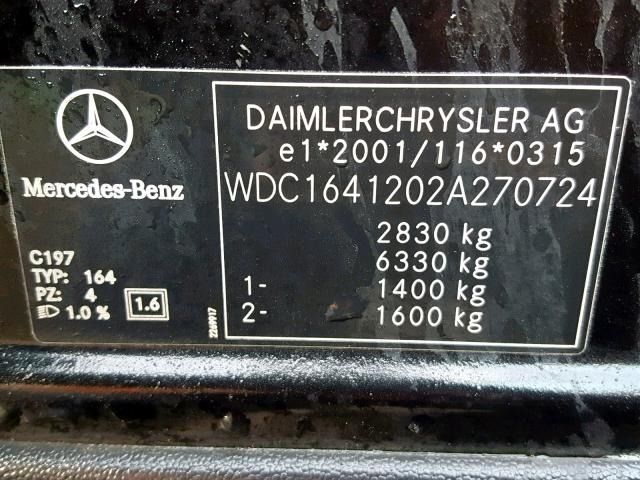 Mercedes-Benz
DAIMLERCHRYSLER AG
e1*2001/116*0315
WDC1641202A270724
2830 kg
6330 kg
1- 1400 kg
2- 1600 kg
C197
TYP: 164
PZ: 4
1.0 %
1.6
2269917